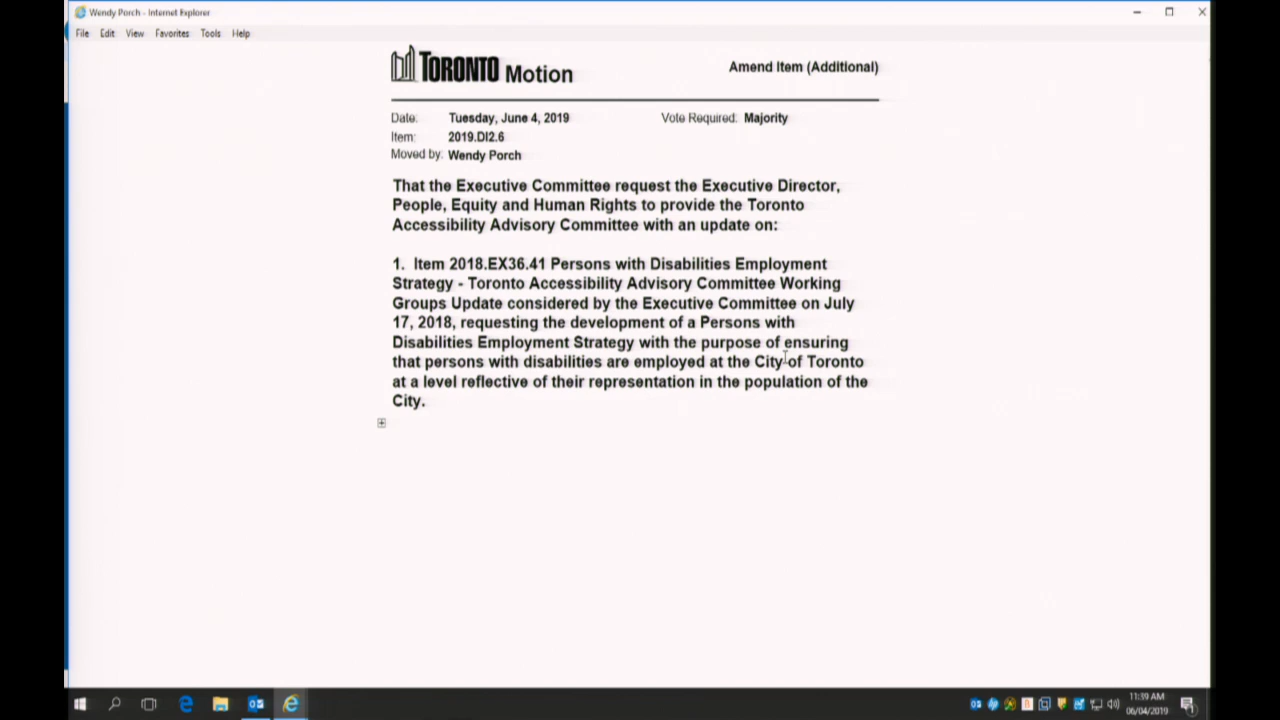 Wendy Porch - Internet Explorer
File Edit View Favorites Tools Help
TORONTO Motion
Amend Item (Additional)
Date: Tuesday, June 4, 2019 Vote Required: Majority
Item: 2019.DI2.6
Moved by: Wendy Porch
That the Executive Committee request the Executive Director,
People, Equity and Human Rights to provide the Toronto
Accessibility Advisory Committee with an update on:
1. Item 2018.EX36.41 Persons with Disabilities Employment
Strategy - Toronto Accessibility Advisory Committee Working
Groups Update considered by the Executive Committee on July
17, 2018, requesting the development of a Persons with
Disabilities Employment Strategy with the purpose of ensuring
that persons with disabilities are employed at the City of Toronto
at a level reflective of their representation in the population of the
City.
11:39 AM
06/04/2019